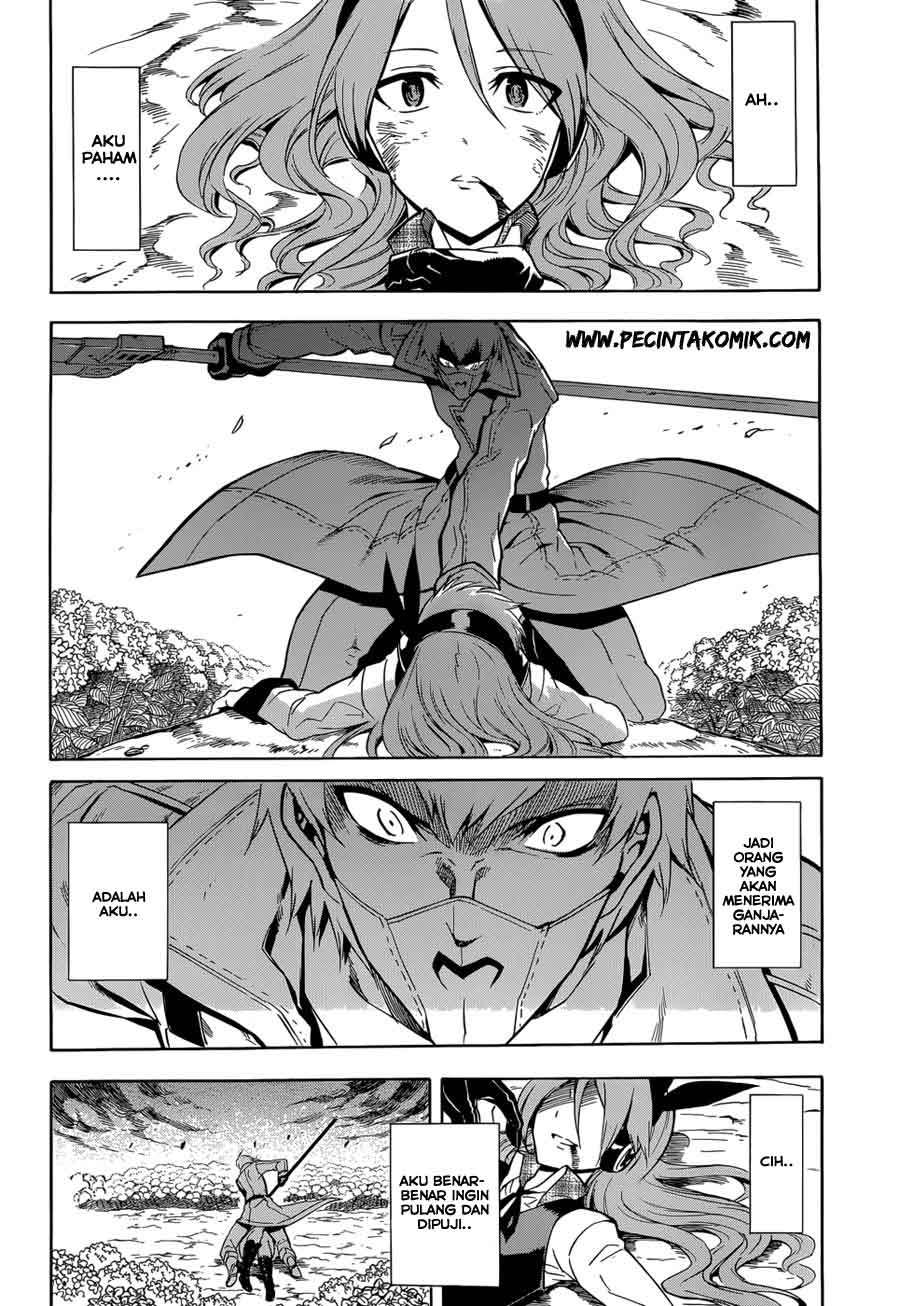 AH..
AKU
PAHAM
....
WWW.PECINTAKOMIK.COM
JADI
ORANG
YANG
AKAN
MENERIMA
GANJA-
RANNYA
ADALAH
AKU..
CIH..
AKU BENAR-
BENAR INGIN
PULANG DAN
DIPUJI..